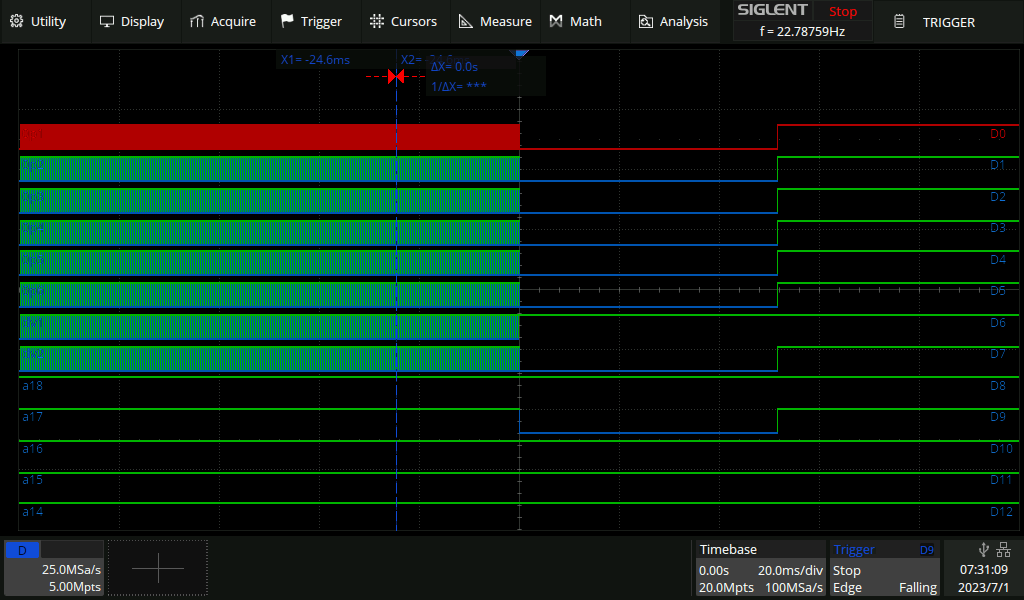 Utility Display Acquire Trigger Cursors Measure Math Analysis SIGLENT Stop TRIGGER
f = 22.78759Hz
X1= -24.6ms X2=
ΔX= 0.0s
1/ΔX= ***
D0
D1
D2
D3
D4
D5
D6
D7
a18 D8
a17 D9
a16 D10
a15 D11
a14 D12
D Timebase Trigger D9
25.0MSa/s 0.00s 20.0ms/div Stop 07:31:09
5.00Mpts 20.0Mpts 100MSa/s Edge Falling 2023/7/1